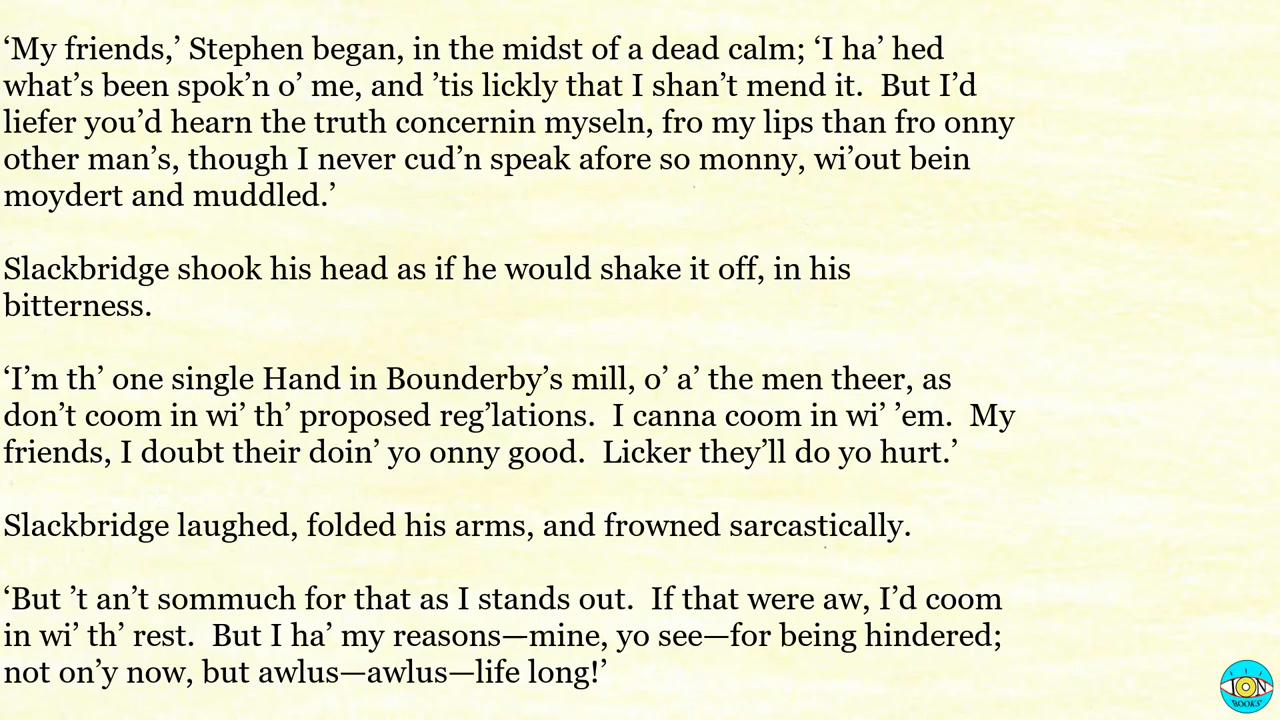 ‘My friends,’ Stephen began, in the midst of a dead calm; ‘I ha’ hed
what’s been spok’n o’ me, and ’tis lickly that I shan’t mend it.  But I’d
liefer you’d hearn the truth concernin myseln, fro my lips than fro onny
other man’s, though I never cud’n speak afore so monny, wi’out bein
moydert and muddled.’
Slackbridge shook his head as if he would shake it off, in his
bitterness.
‘I’m th’ one single Hand in Bounderby’s mill, o’ a’ the men theer, as
don’t coom in wi’ th’ proposed reg’lations.  I canna coom in wi’ ’em.  My
friends, I doubt their doin’ yo onny good.  Licker they’ll do yo hurt.’
Slackbridge laughed, folded his arms, and frowned sarcastically.
‘But ’t an’t sommuch for that as I stands out.  If that were aw, I’d coom
in wi’ th’ rest.  But I ha’ my reasons—mine, yo see—for being hindered;
not on’y now, but awlus—awlus—life long!’
ION
BOOKS